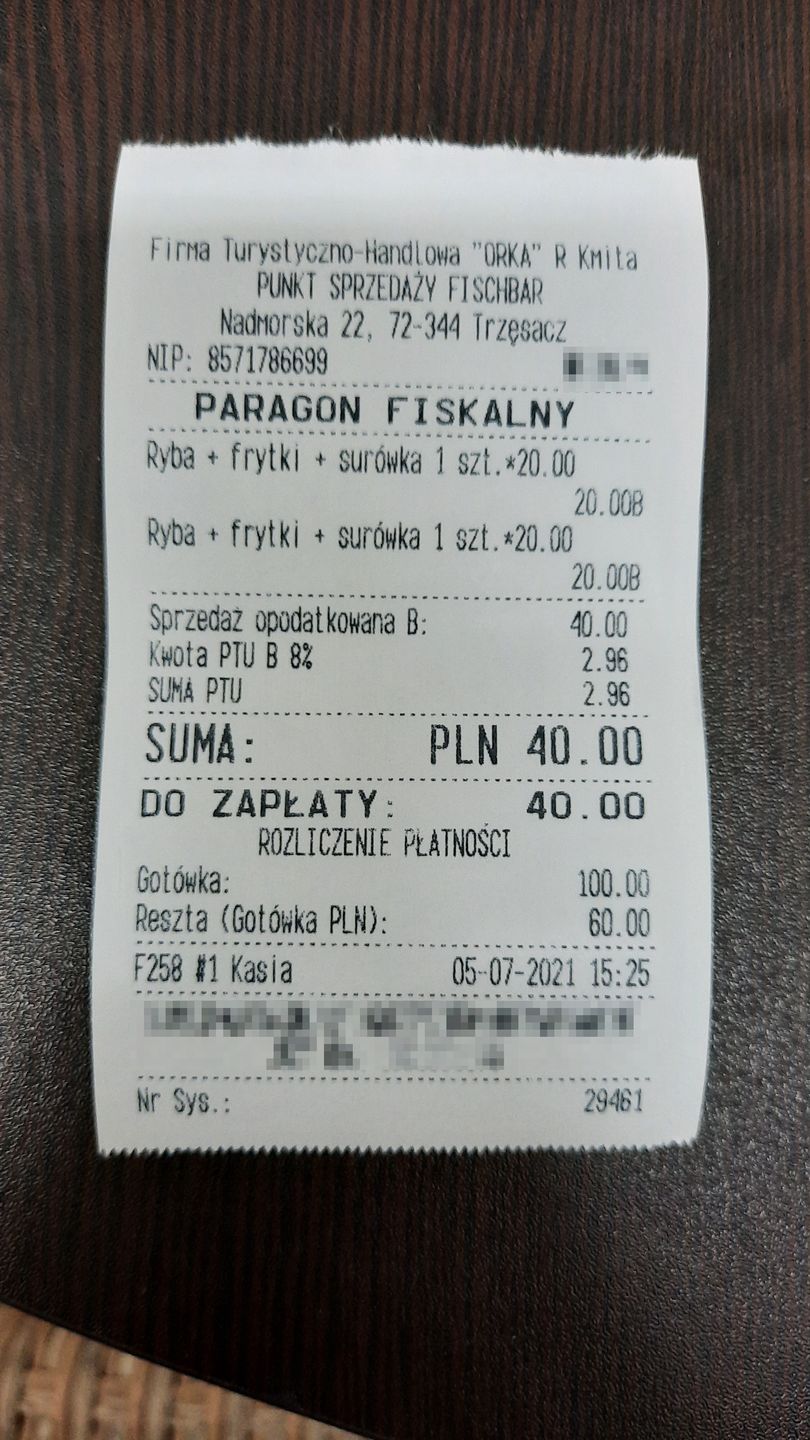 Firma Turystyczno-Handlowa "ORKA" R Kmita
PUNKT SPRZEDAŻY FISCHBAR
Nadmorska 22, 72-344 Trzęsacz
NIP: 8571786699
PARAGON FISKALNY
Ryba + frytki + surówka 1 szt.*20.00
20.00B
Ryba + frytki + surówka 1 szt.*20.00
20.00B
Sprzedaż opodatkowana B: 40.00
Kwota PTU B 8% 2.96
SUMA PTU 2.96
SUMA: PLN 40.00
DO ZAPŁATY: 40.00
ROZLICZENIE PŁATNOŚCI
Gotówka: 100.00
Reszta (Gotówka PLN): 60.00
F258 #1 Kasia 05-07-2021 15:25
Nr Sys.: 29461